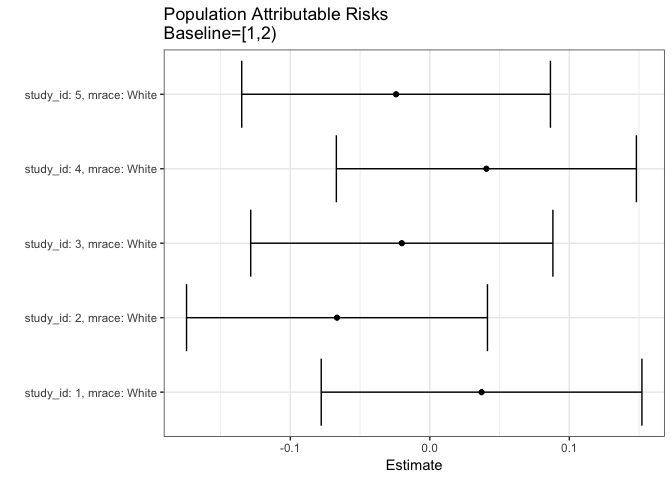 Population Attributable Risks
Baseline=[1,2)
study_id: 5, mrace: White
study_id: 4, mrace: White
study_id: 3, mrace: White
study_id: 2, mrace: White
study_id: 1, mrace: White
-0.1 0.0 0.1
Estimate